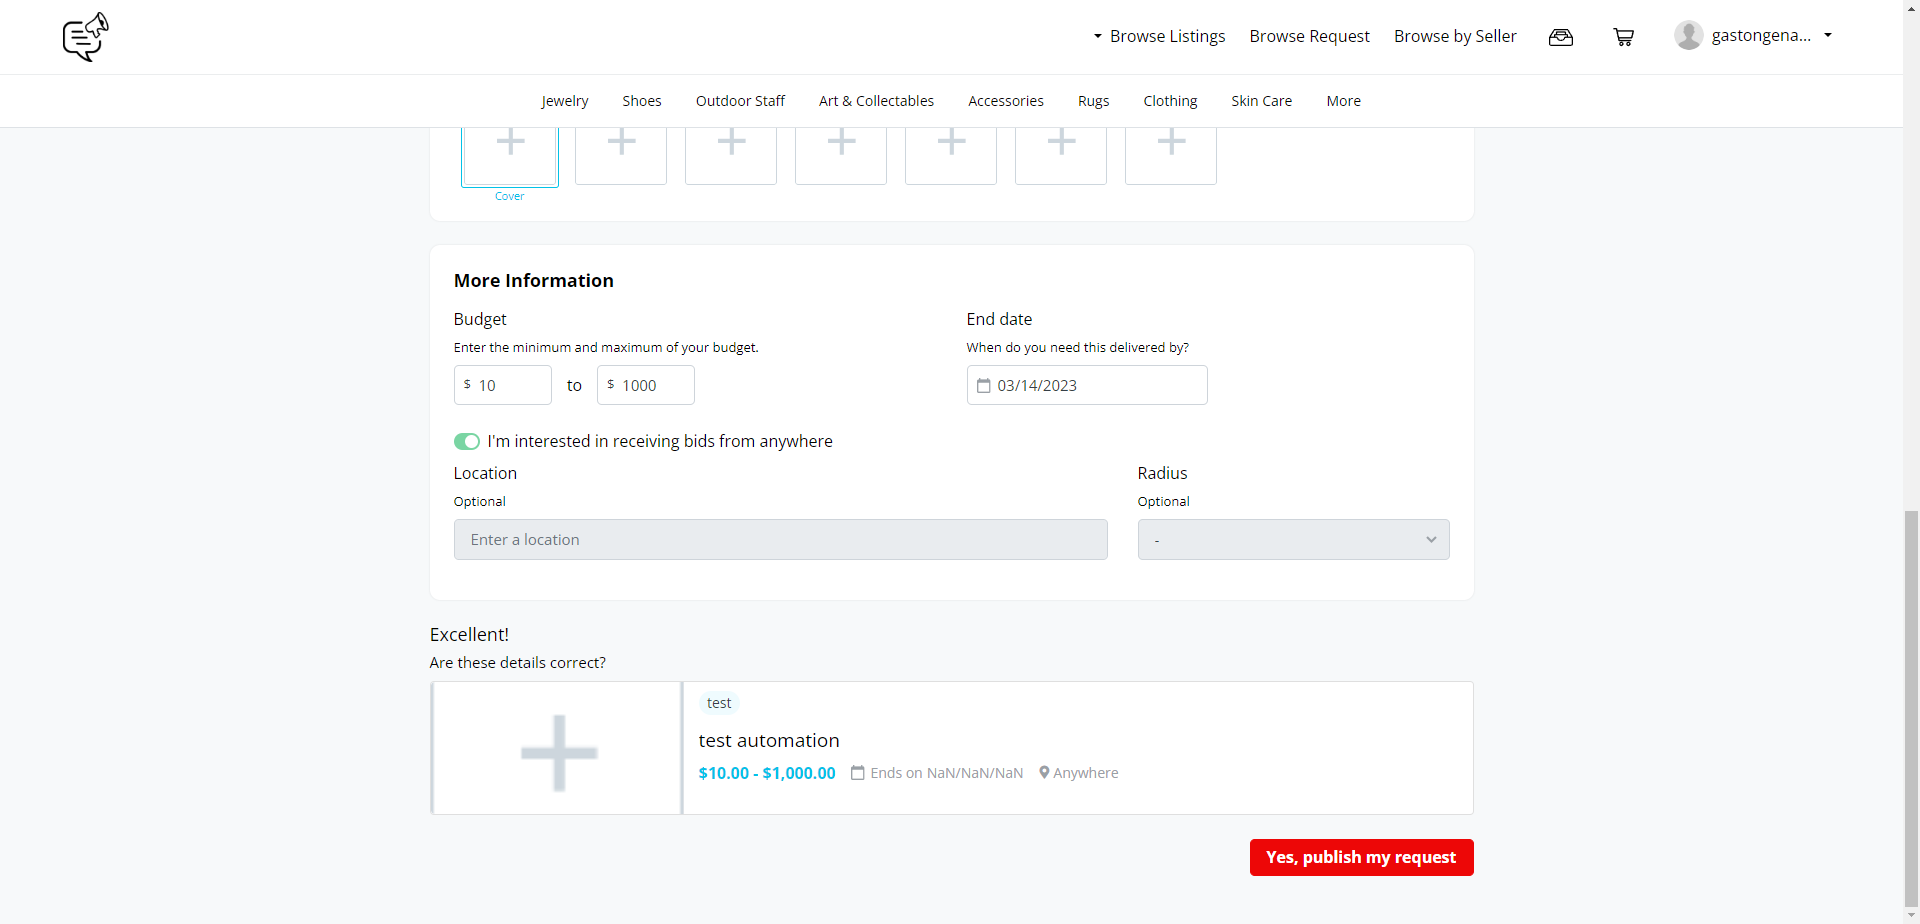 Browse Listings Browse Request Browse by Seller gastongena...
Jewelry Shoes Outdoor Staff Art & Collectables Accessories Rugs Clothing Skin Care More
Cover
More Information
Budget End date
Enter the minimum and maximum of your budget. When do you need this delivered by?
$ 10 to $ 1000 03/14/2023
I'm interested in receiving bids from anywhere
Location Radius
Optional Optional
Enter a location -
Excellent!
Are these details correct?
test
test automation
$10.00 - $1,000.00 Ends on NaN/NaN/NaN Anywhere
Yes, publish my request